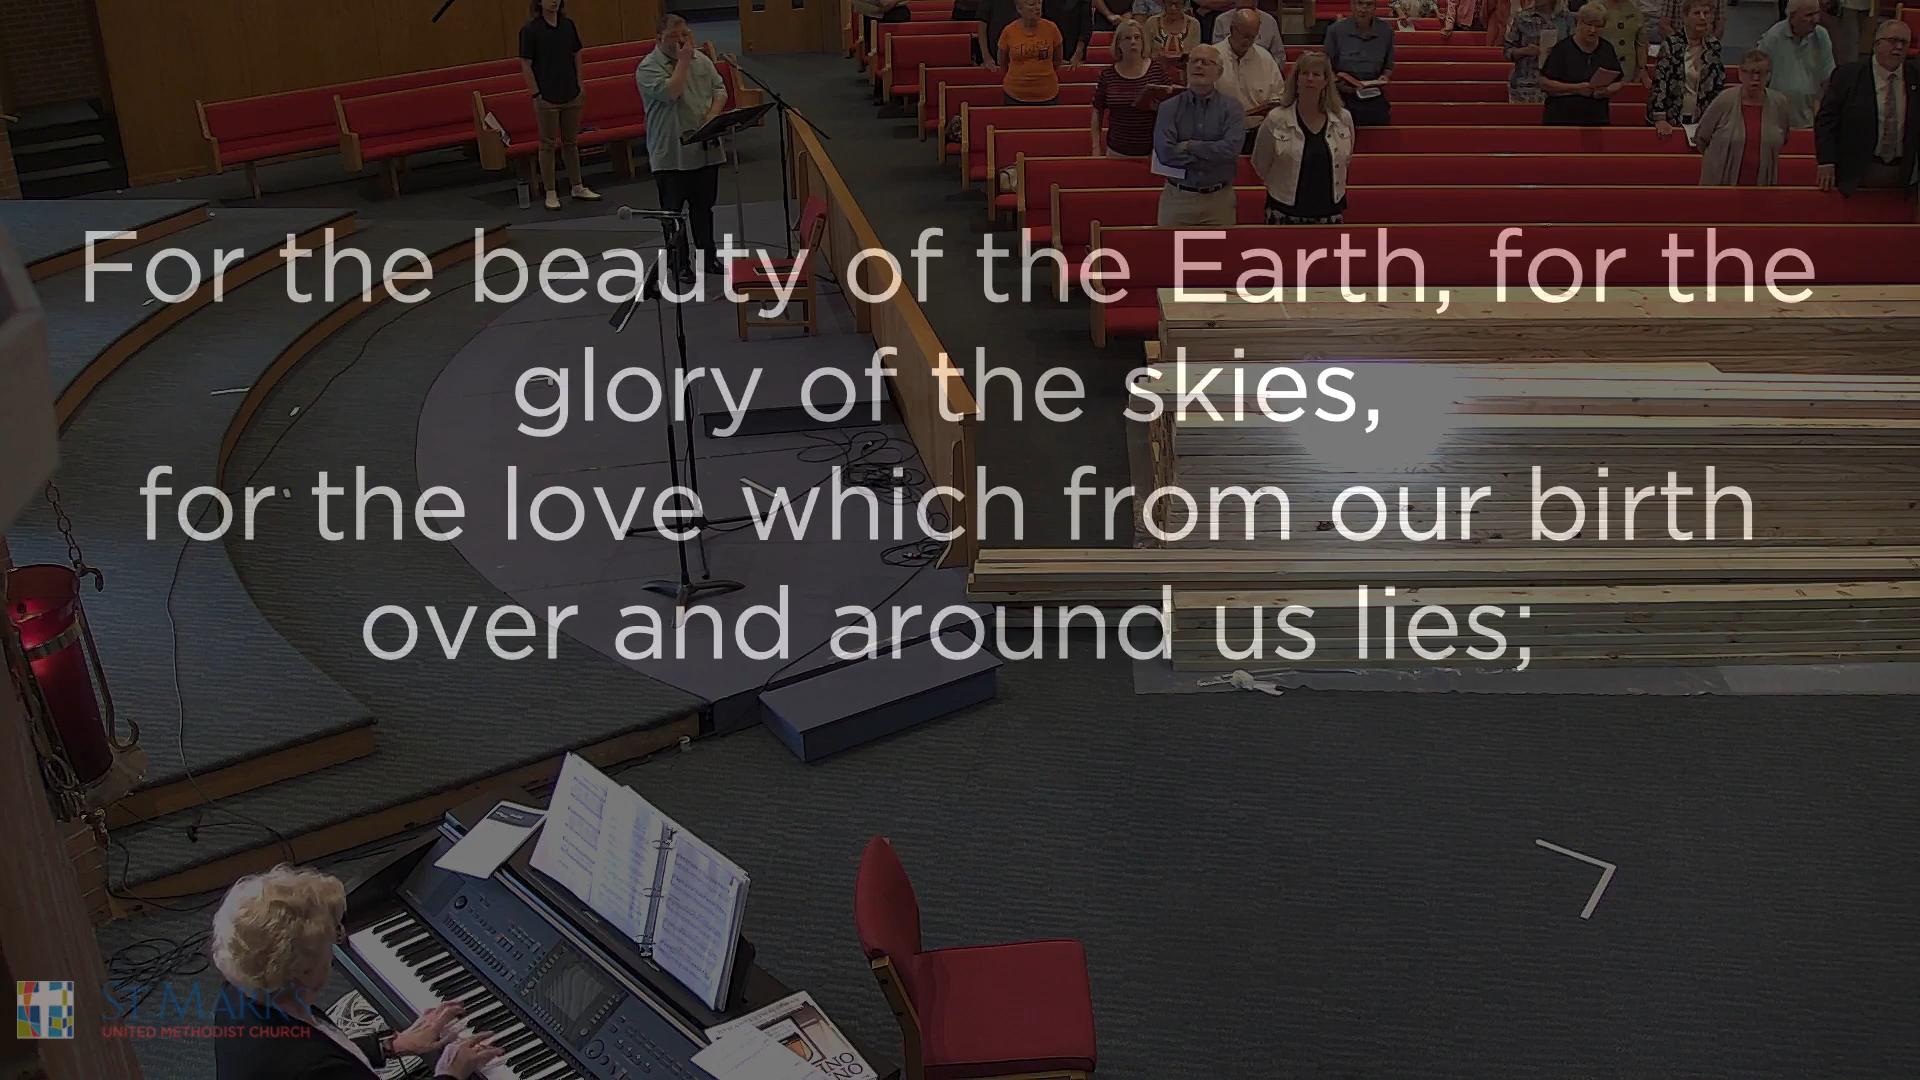 For the beauty of the Earth, for the
glory of the skies,
for the love which from our birth
over and around us lies;
ST. MARK'S
UNITED METHODIST CHURCH